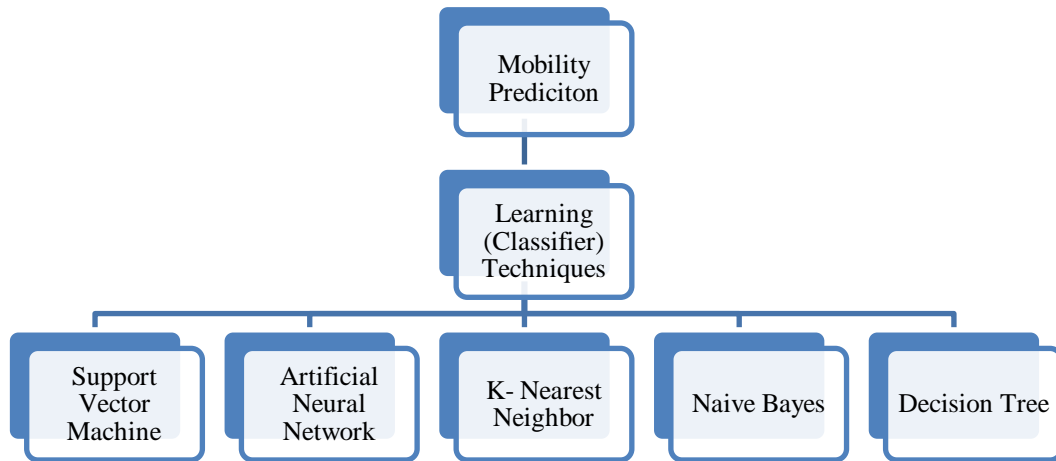 Mobility
Prediciton
Learning
(Classifier)
Techniques
Support
Vector
Machine
Artificial
Neural
Network
K- Nearest
Neighbor
Naive Bayes
Decision Tree